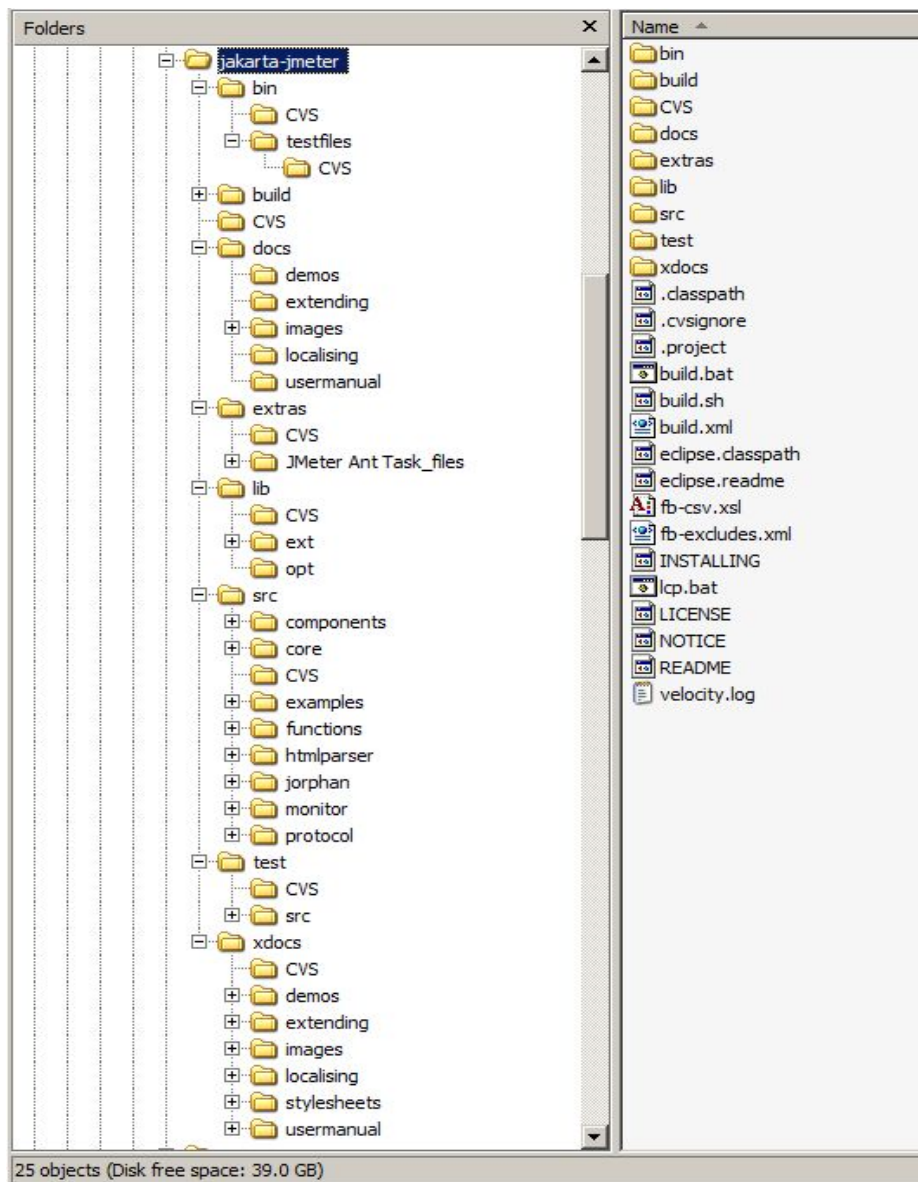 Folders
jakarta-jmeter
bin
CVS
testfiles
CVS
build
CVS
docs
demos
extending
images
localising
usermanual
extras
CVS
JMeter Ant Task_files
lib
CVS
ext
opt
src
components
core
CVS
examples
functions
htmlparser
jorphan
monitor
protocol
test
CVS
src
xdocs
CVS
demos
extending
images
localising
stylesheets
usermanual
Name
bin
build
CVS
docs
extras
lib
src
test
xdocs
.classpath
.cvsignore
.project
build.bat
build.sh
build.xml
eclipse.classpath
eclipse.readme
fb-csv.xsl
fb-excludes.xml
INSTALLING
lcp.bat
LICENSE
NOTICE
README
velocity.log
25 objects (Disk free space: 39.0 GB)